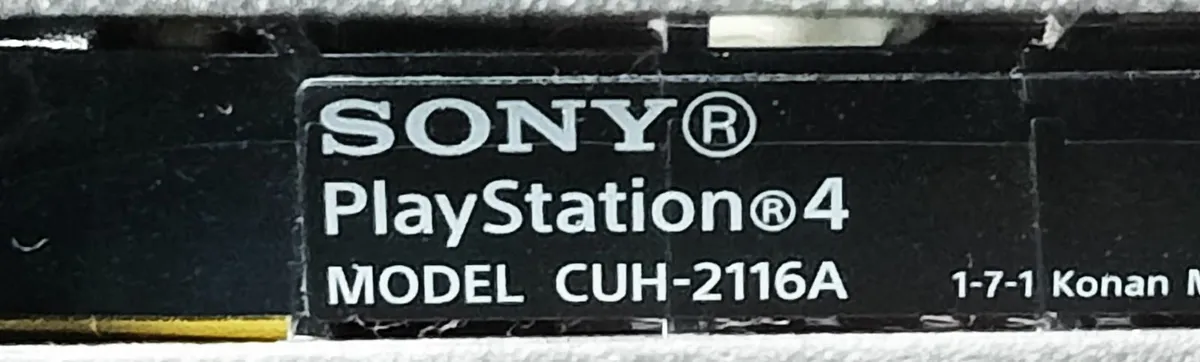 SONY®
PlayStation®4
MODEL CUH-2116A
1-7-1 Konan